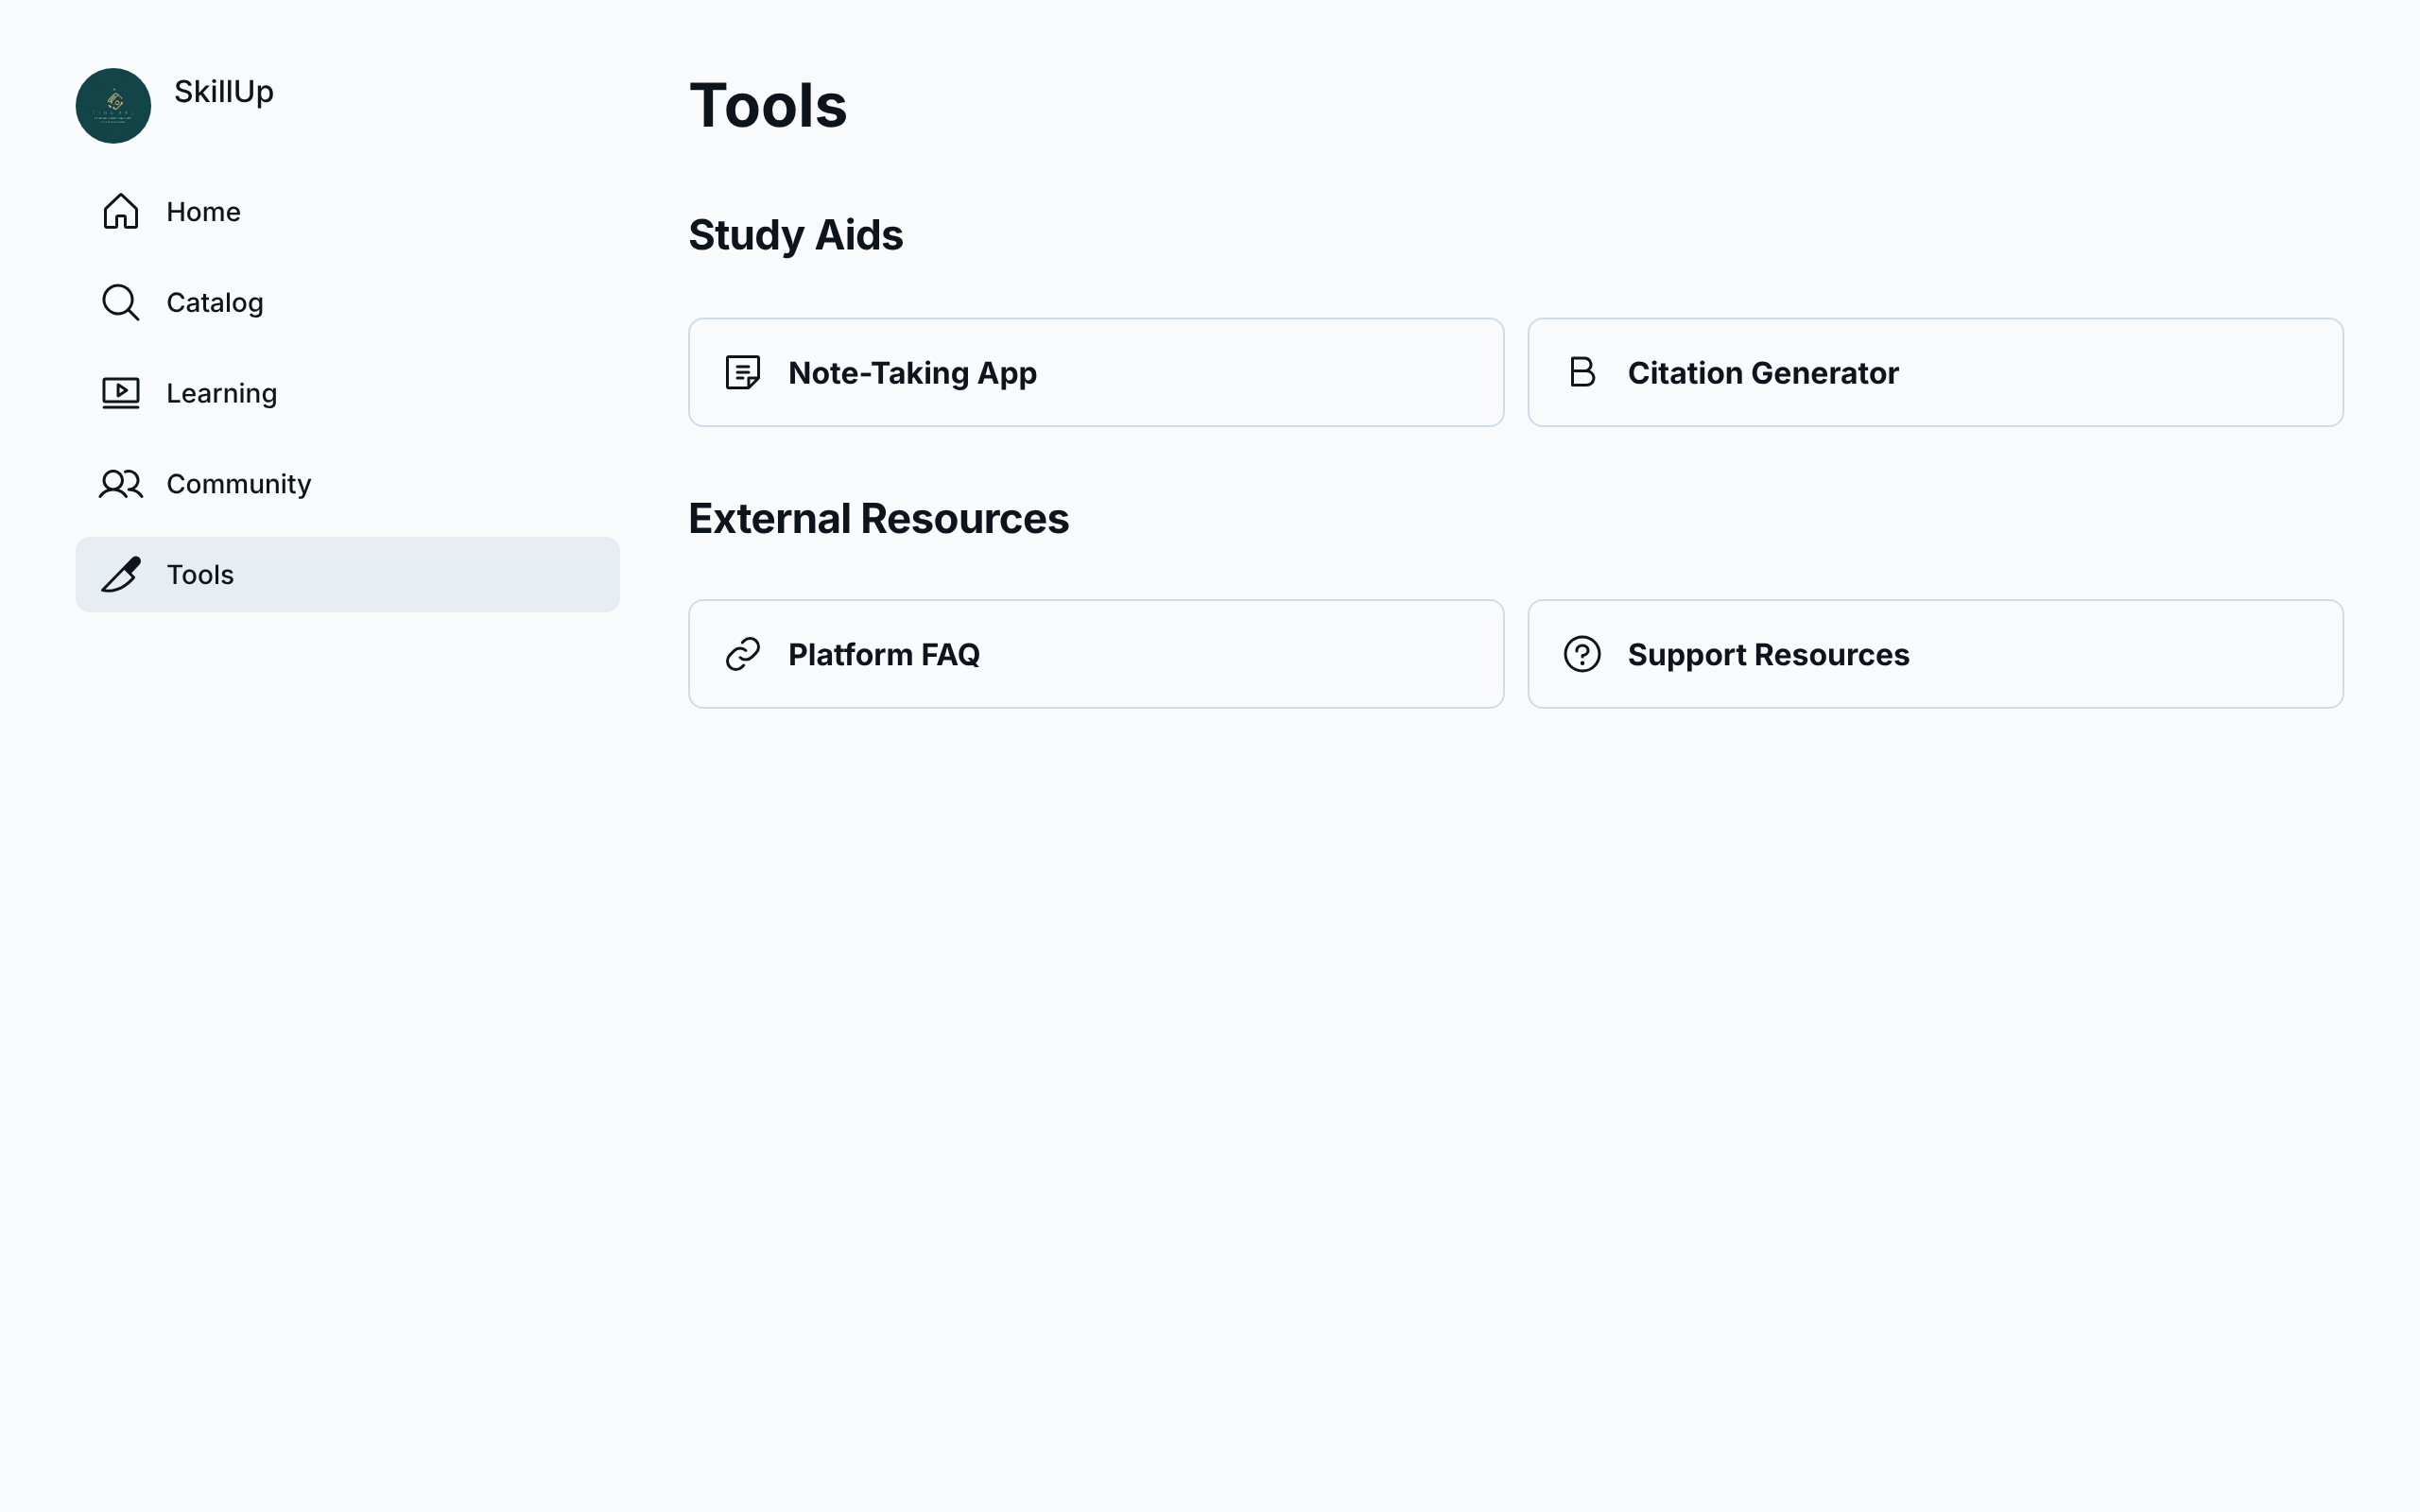 SkillUp
Home
Catalog
Learning
Community
Tools
Tools
Study Aids
Note-Taking App
Citation Generator
External Resources
Platform FAQ
Support Resources